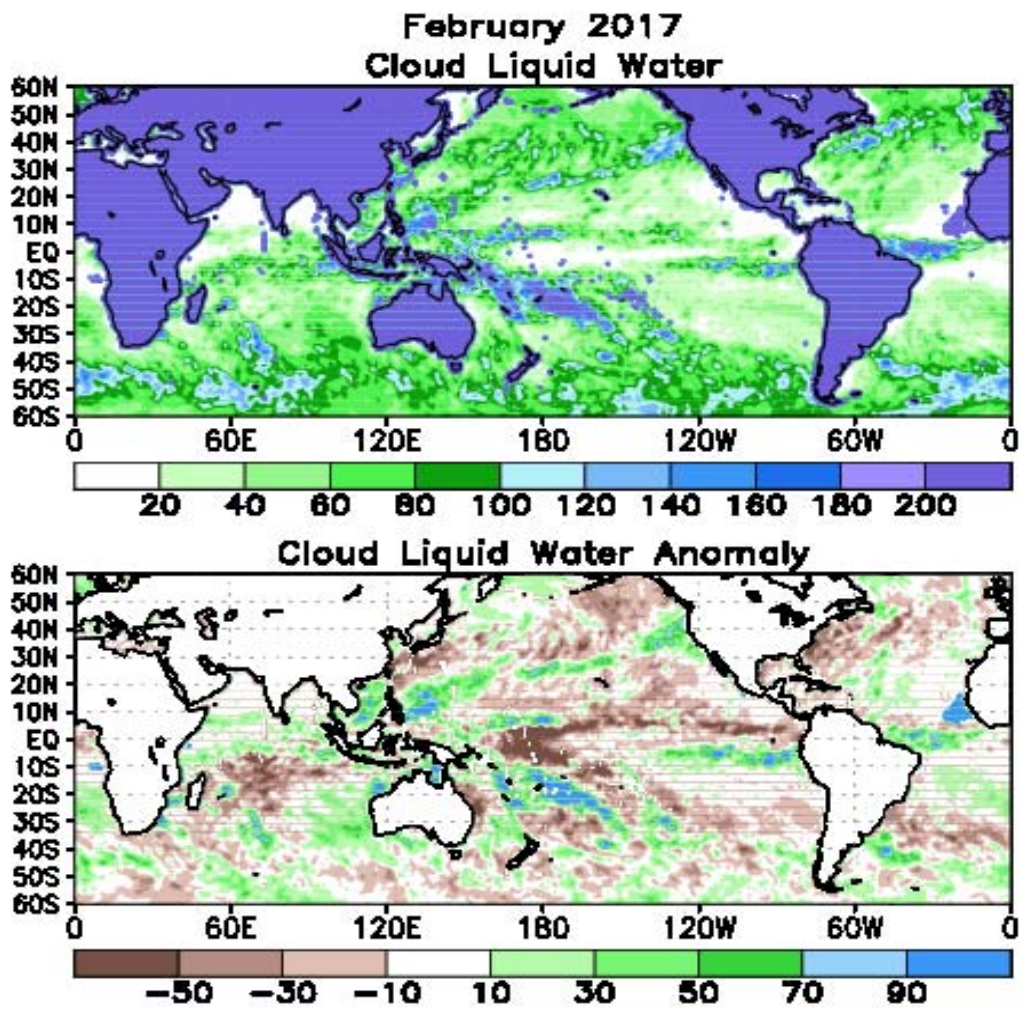 February 2017
Cloud Liquid Water
60N
50N
40N
30N
20N
10N
EQ
10S
20S
30S
40S
50S
60S
0 60E 120E 180 120W 60W 0
20 40 60 80 100 120 140 160 180 200
Cloud Liquid Water Anomaly
60N
50N
40N
30N
20N
10N
EQ
10S
20S
30S
40S
50S
60S
0 60E 120E 180 120W 60W 0
−50 −30 −10 10 30 50 70 90